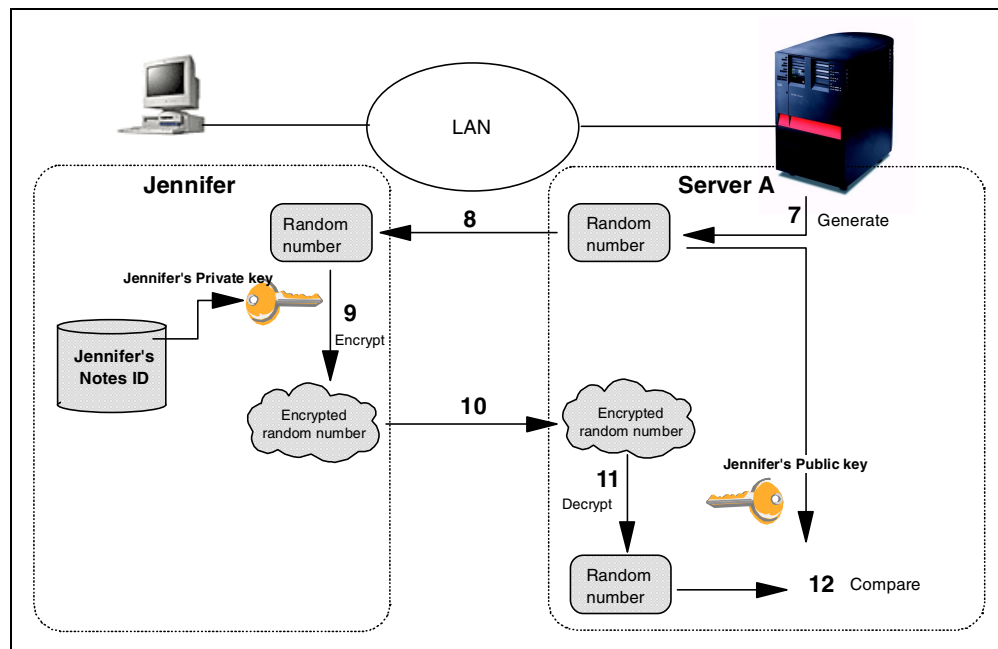 LAN
Jennifer
Server A
7
Generate
8
Random
number
Random
number
Jennifer's Private key
9
Encrypt
Jennifer's
Notes ID
Encrypted
random number
10
Encrypted
random number
Jennifer's Public key
11
Decrypt
Random
number
12
Compare